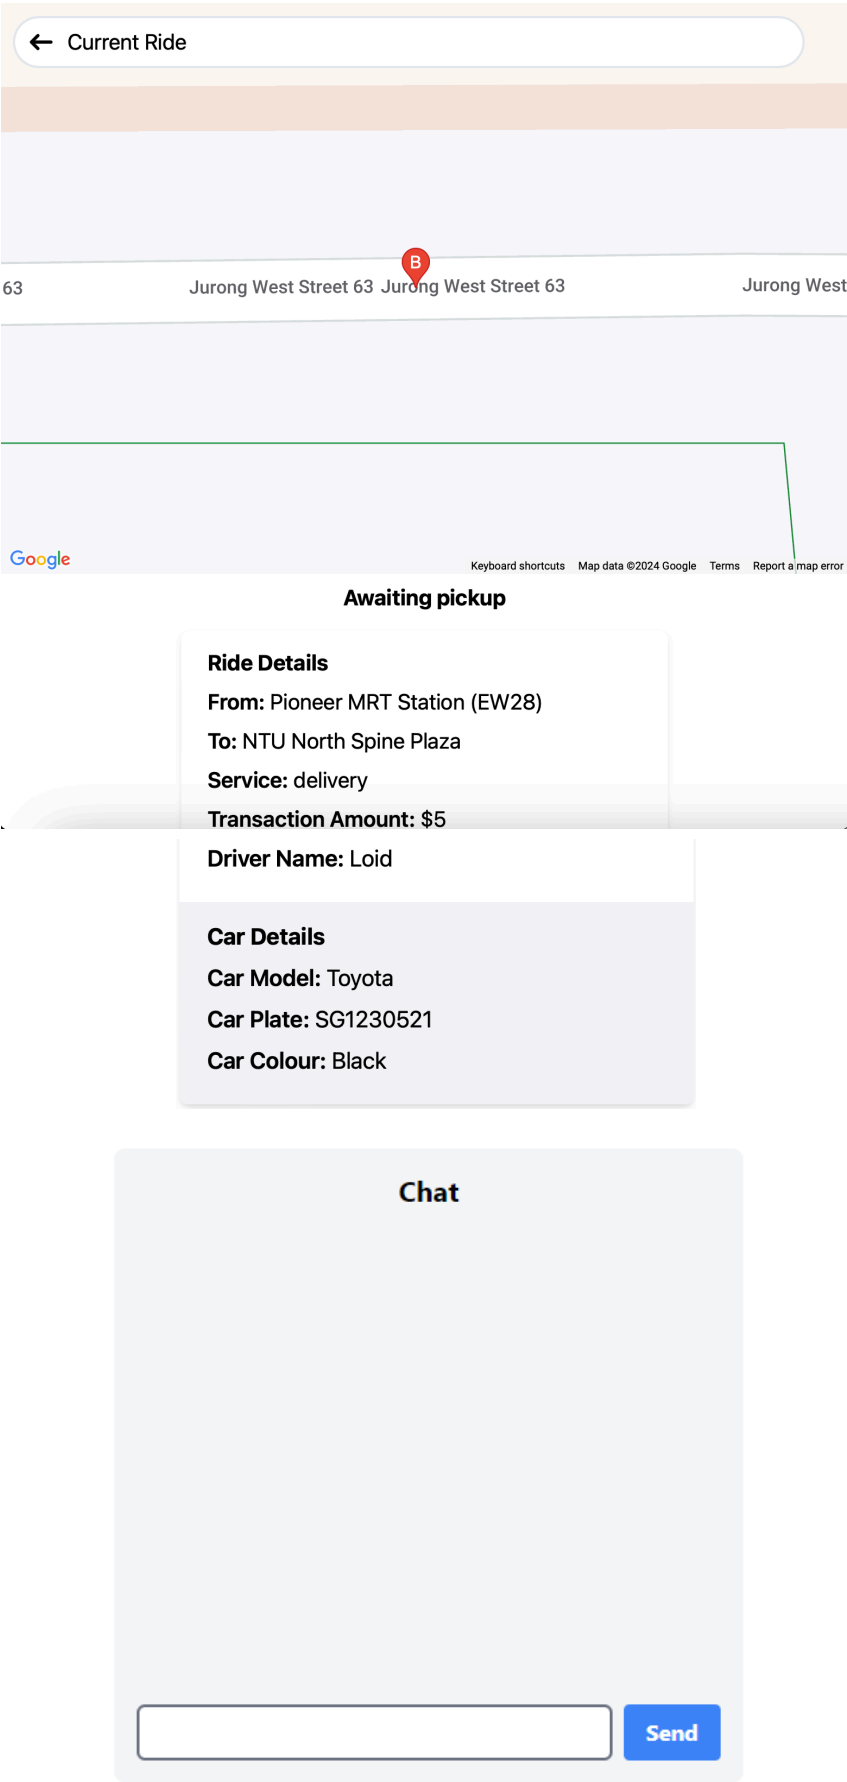 Current Ride
B
63
Jurong West Street 63
Jurong West Street 63
Jurong West
Google
Keyboard shortcuts
Map data ©2024 Google
Terms
Report a map error
Awaiting pickup
Ride Details
From: Pioneer MRT Station (EW28)
To: NTU North Spine Plaza
Service: delivery
Transaction Amount: $5
Driver Name: Loid
Car Details
Car Model: Toyota
Car Plate: SG1230521
Car Colour: Black
Chat
Send